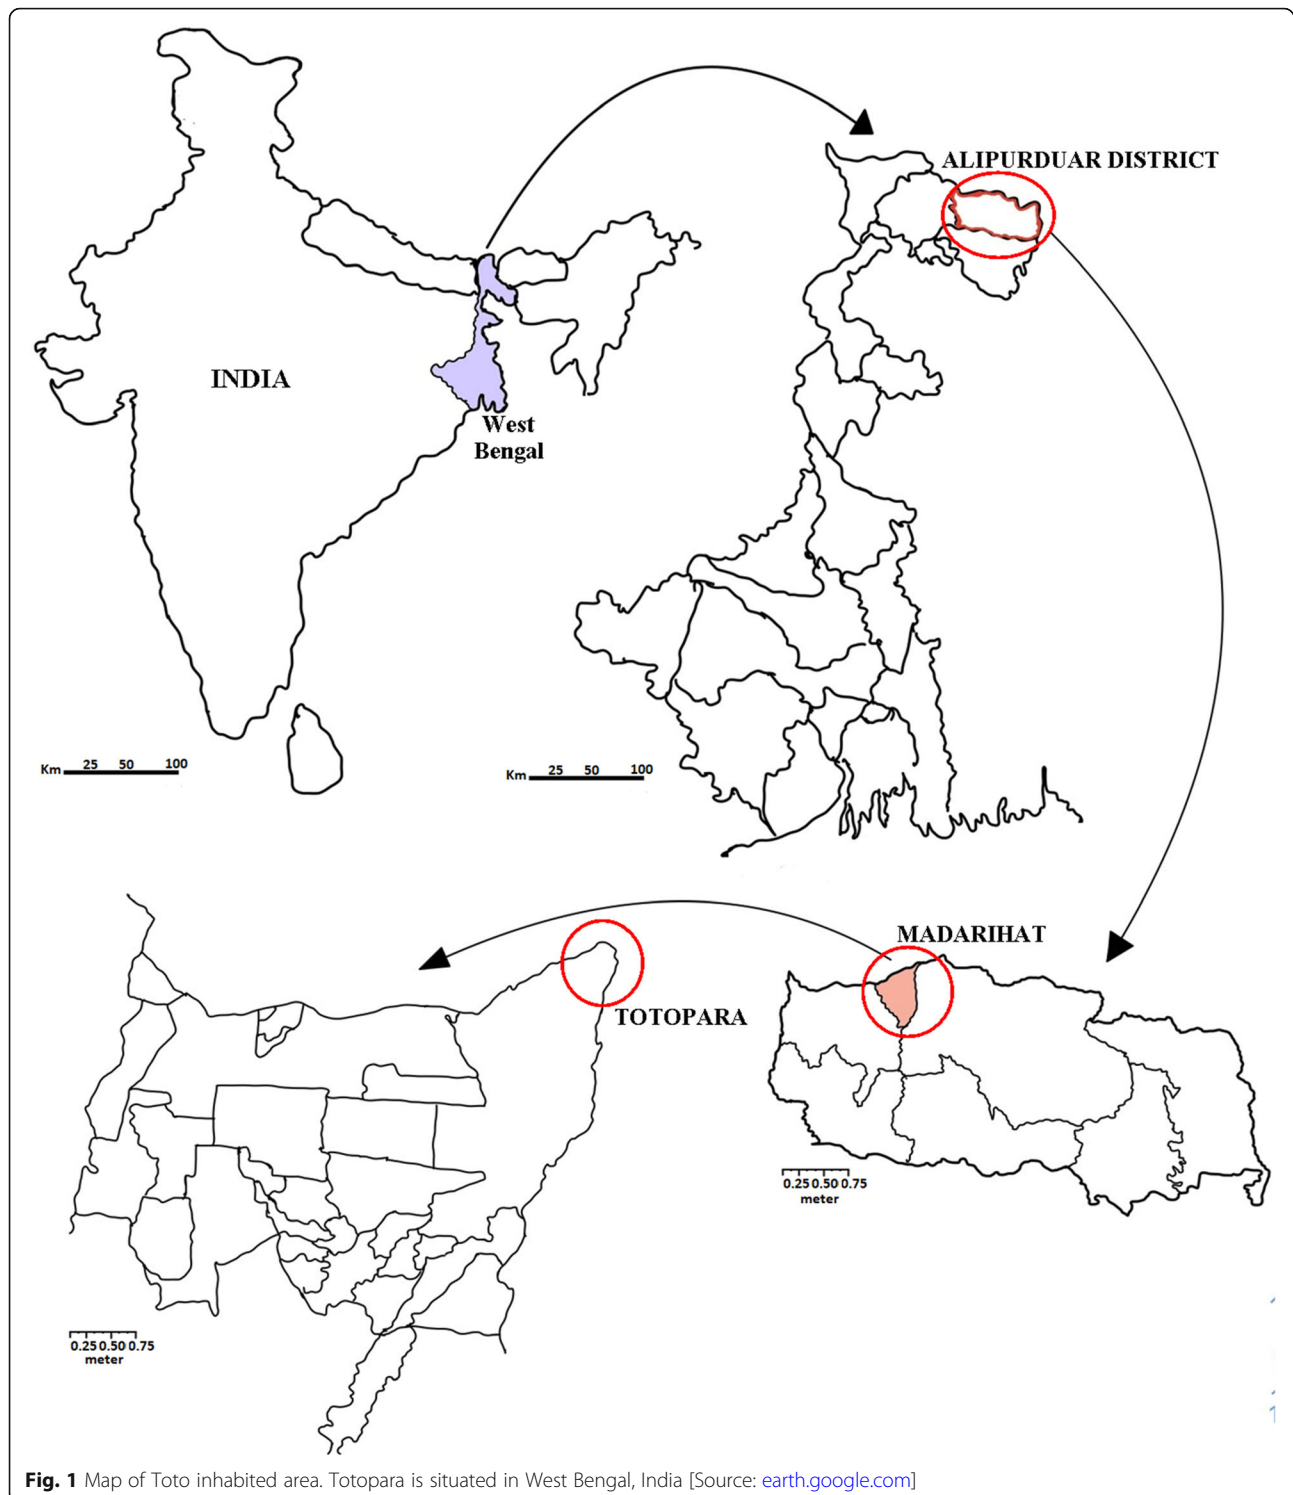 ALIPURDUAR DISTRICT
INDIA
West
Bengal
Km 25 50 100
Km 25 50 100
MADARIHAT
TOTOPARA
0.25 0.50 0.75
meter
0.25 0.50 0.75
meter
Fig. 1 Map of Toto inhabited area. Totopara is situated in West Bengal, India [Source: earth.google.com]